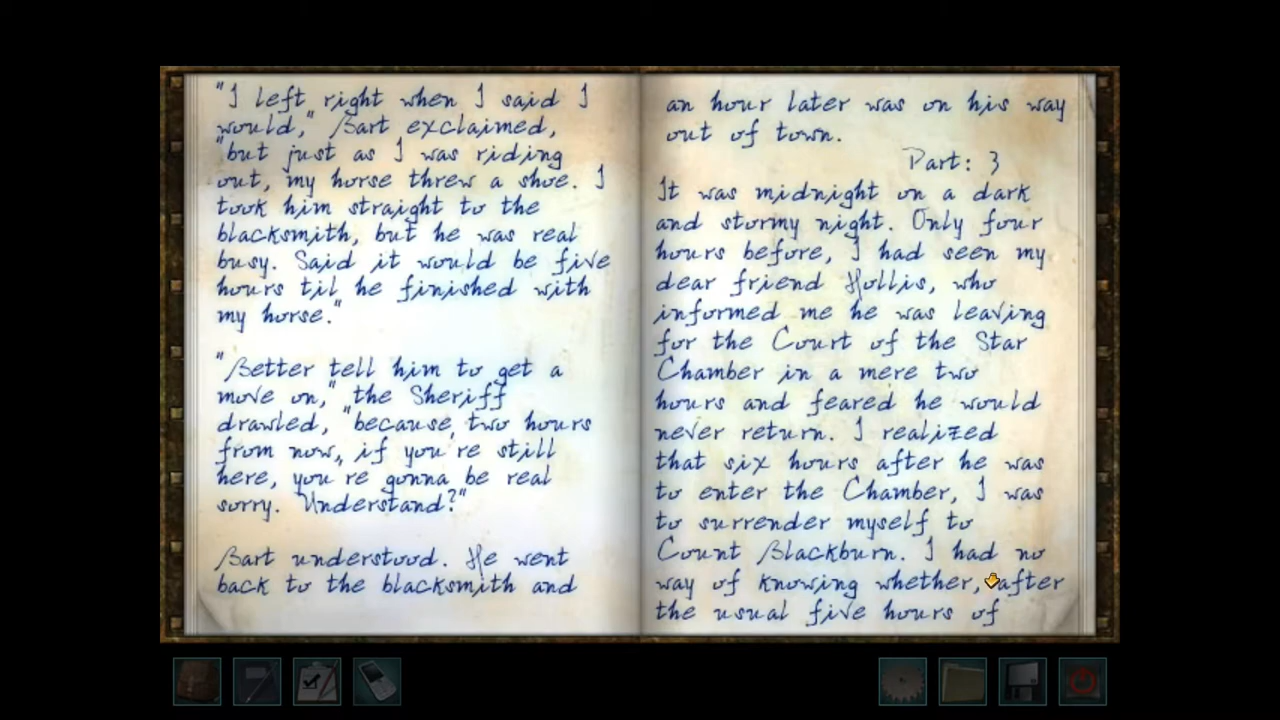 "I left right when I said I
would," Bart exclaimed,
"but just as I was riding
out, my horse threw a shoe. I
took him straight to the
blacksmith, but he was real
busy. Said it would be five
hours til he finished with
my horse."
"Better tell him to get a
move on," the Sheriff
drawled, "because two hours
from now, if you're still
here, you're gonna be real
sorry. Understand?"
Bart understood. He went
back to the blacksmith and
an hour later was on his way
out of town.
Part: 3
It was midnight on a dark
and stormy night. Only four
hours before, I had seen my
dear friend Hollis, who
informed me he was leaving
for the Court of the Star
Chamber in a mere two
hours and feared he would
never return. I realized
that six hours after he was
to enter the Chamber, I was
to surrender myself to
Count Blackburn. I had no
way of knowing whether, after
the usual five hours of